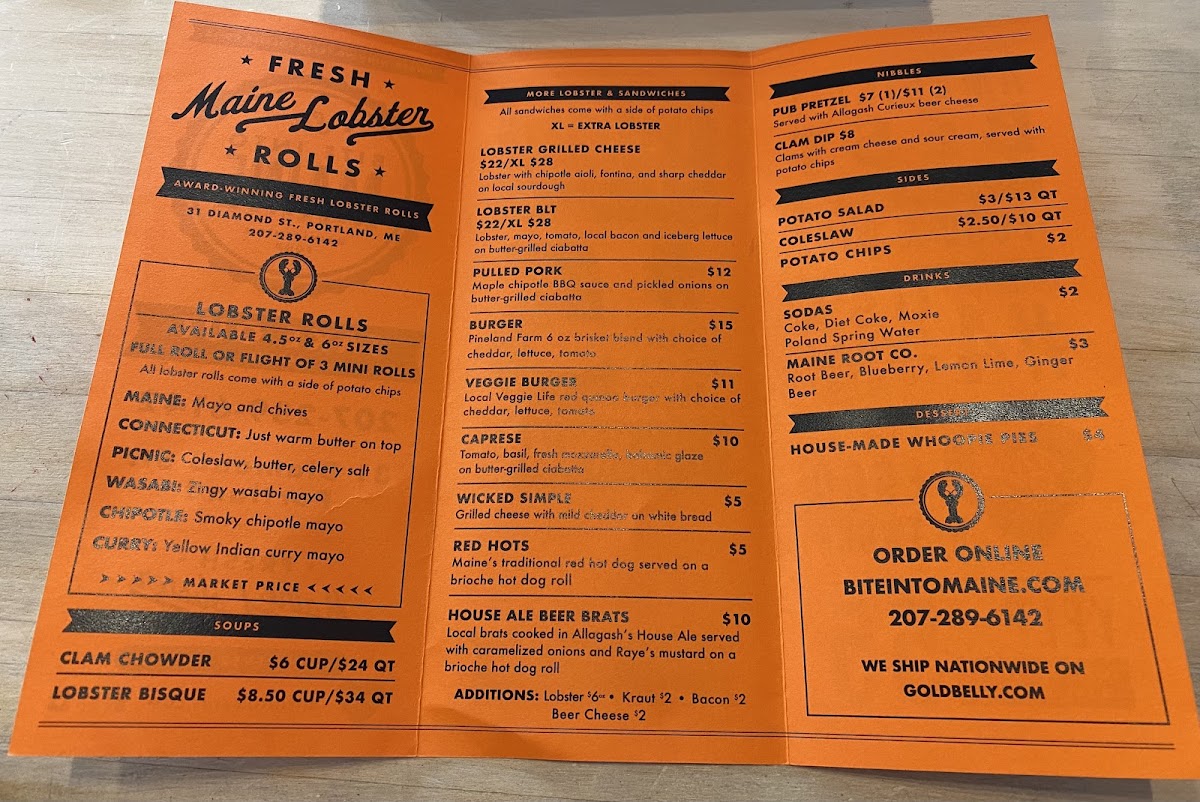 ★ FRESH ★
Maine Lobster
★ ROLLS ★
AWARD-WINNING FRESH LOBSTER ROLLS
31 DIAMOND ST., PORTLAND, ME
207-289-6142
LOBSTER ROLLS
AVAILABLE 4.5oz & 6oz SIZES
FULL ROLL OR FLIGHT OF 3 MINI ROLLS
All lobster rolls come with a side of potato chips
MAINE: Mayo and chives
CONNECTICUT: Just warm butter on top
PICNIC: Coleslaw, butter, celery salt
WASABI: Zingy wasabi mayo
CHIPOTLE: Smoky chipotle mayo
CURRY: Yellow Indian curry mayo
> > > > > MARKET PRICE < < < < <
SOUPS
CLAM CHOWDER $6 CUP/$24 QT
LOBSTER BISQUE $8.50 CUP/$34 QT
MORE LOBSTER & SANDWICHES
All sandwiches come with a side of potato chips
XL = EXTRA LOBSTER
LOBSTER GRILLED CHEESE
$22/XL $28
Lobster with chipotle aioli, fontina, and sharp cheddar
on local sourdough
LOBSTER BLT
$22/XL $28
Lobster, mayo, tomato, local bacon and iceberg lettuce
on butter-grilled ciabatta
PULLED PORK $12
Maple chipotle BBQ sauce and pickled onions on
butter-grilled ciabatta
BURGER $15
Pineland Farm 6 oz brisket blend with choice of
cheddar, lettuce, tomato
VEGGIE BURGER $11
Local Veggie Life red quinoa burger with choice of
cheddar, lettuce, tomato
CAPRESE $10
Tomato, basil, fresh mozzarella, balsamic glaze
on butter-grilled ciabatta
WICKED SIMPLE $5
Grilled cheese with mild cheddar on white bread
RED HOTS $5
Maine's traditional red hot dog served on a
brioche hot dog roll
HOUSE ALE BEER BRATS $10
Local brats cooked in Allagash's House Ale served
with caramelized onions and Raye's mustard on a
brioche hot dog roll
ADDITIONS: Lobster $6oz • Kraut $2 • Bacon $2
Beer Cheese $2
NIBBLES
PUB PRETZEL $7 (1)/$11 (2)
Served with Allagash Curieux beer cheese
CLAM DIP $8
Clams with cream cheese and sour cream, served with
potato chips
SIDES
POTATO SALAD $3/$13 QT
COLESLAW $2.50/$10 QT
POTATO CHIPS $2
DRINKS
SODAS $2
Coke, Diet Coke, Moxie
Poland Spring Water
MAINE ROOT CO. $3
Root Beer, Blueberry, Lemon Lime, Ginger
Beer
DESSERT
HOUSE-MADE WHOOPIE PIES $4
ORDER ONLINE
BITEINTOMAINE.COM
207-289-6142
WE SHIP NATIONWIDE ON
GOLDBELLY.COM